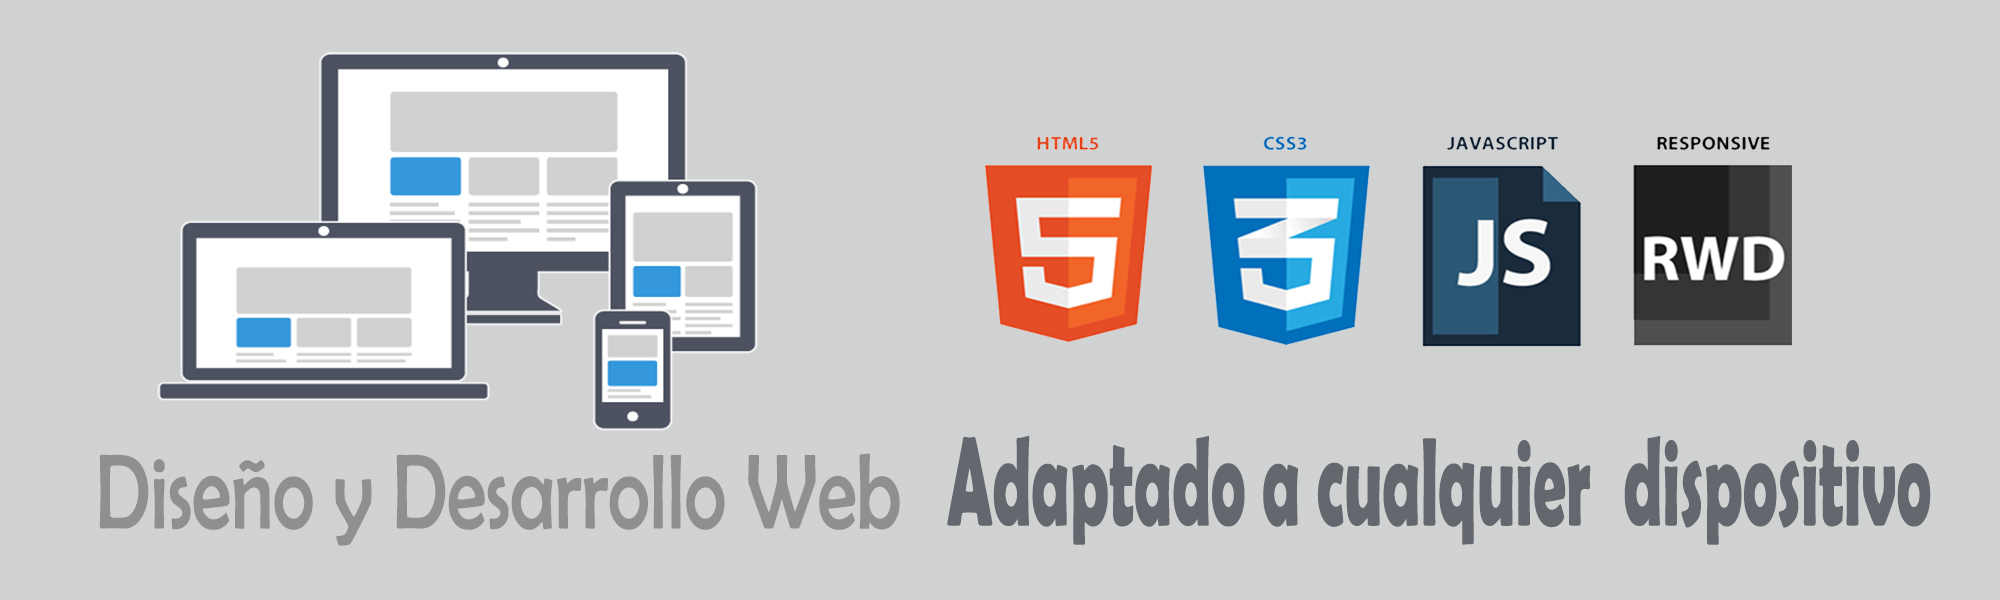 HTML5 CSS3 JAVASCRIPT RESPONSIVE
5 3 JS RWD
Diseño y Desarrollo Web Adaptado a cualquier dispositivo